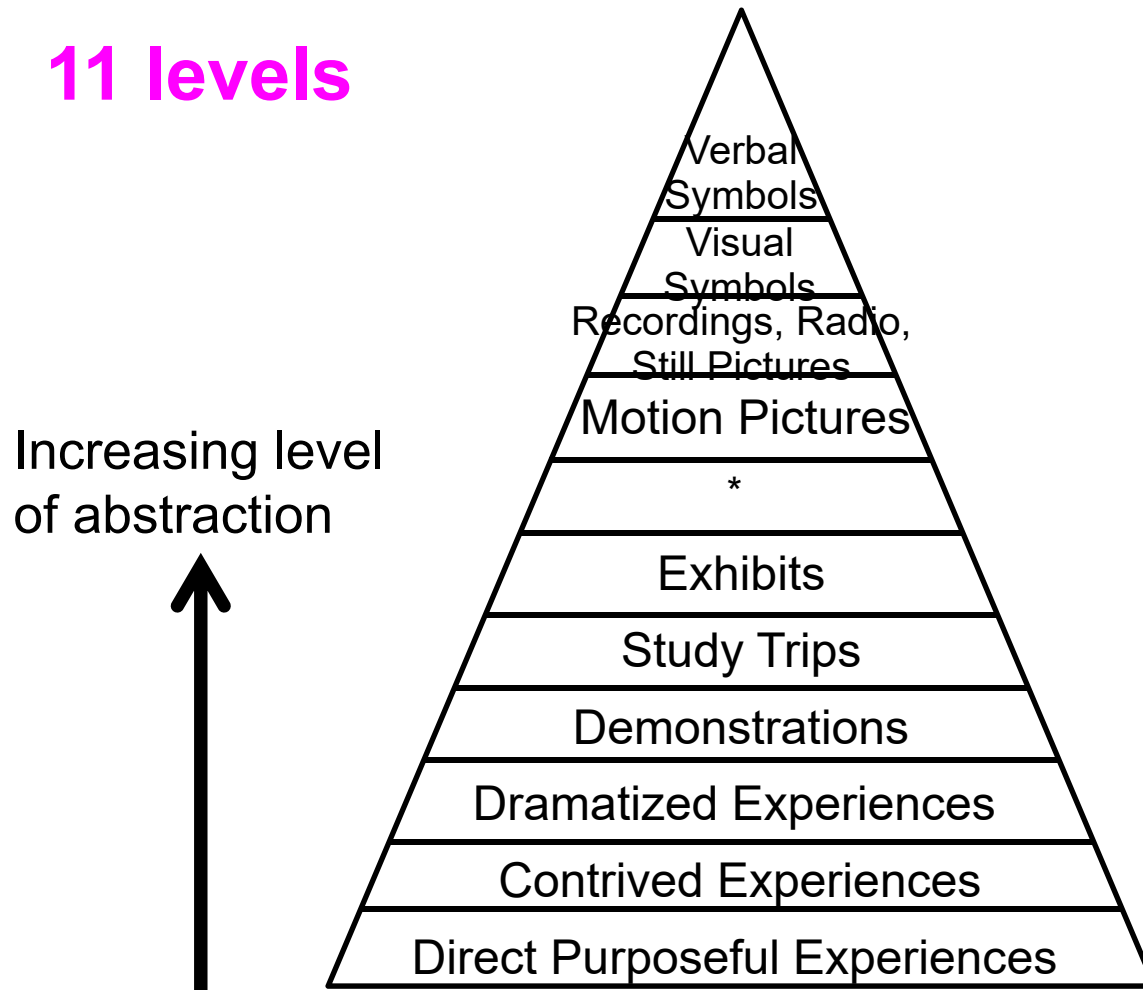 11 levels
Verbal
Symbols
Visual
Symbols
Recordings, Radio,
Still Pictures
Motion Pictures
Increasing level
of abstraction
*
Exhibits
Study Trips
Demonstrations
Dramatized Experiences
Contrived Experiences
Direct Purposeful Experiences